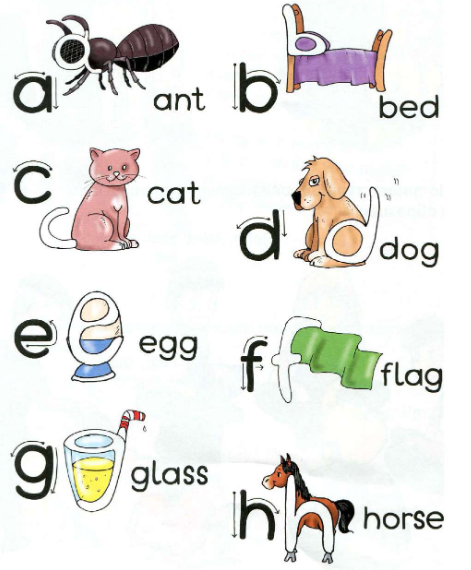 a ant
b bed
c cat
d dog
e egg
f flag
g glass
h horse